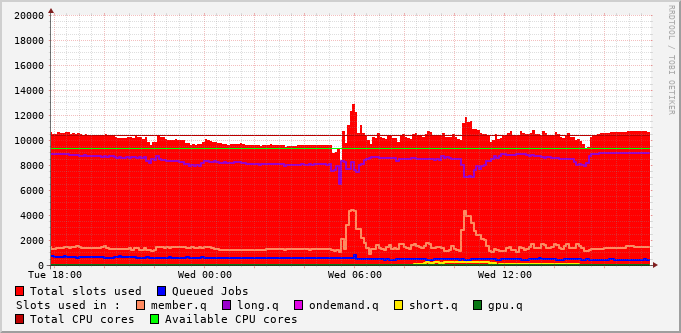 RRDTOOL / TOBI OETIKER
20000
18000
16000
14000
12000
10000
8000
6000
4000
2000
0
Tue 18:00 Wed 00:00 Wed 06:00 Wed 12:00
Total slots used Queued Jobs
Slots used in : member.q long.q ondemand.q short.q gpu.q
Total CPU cores Available CPU cores